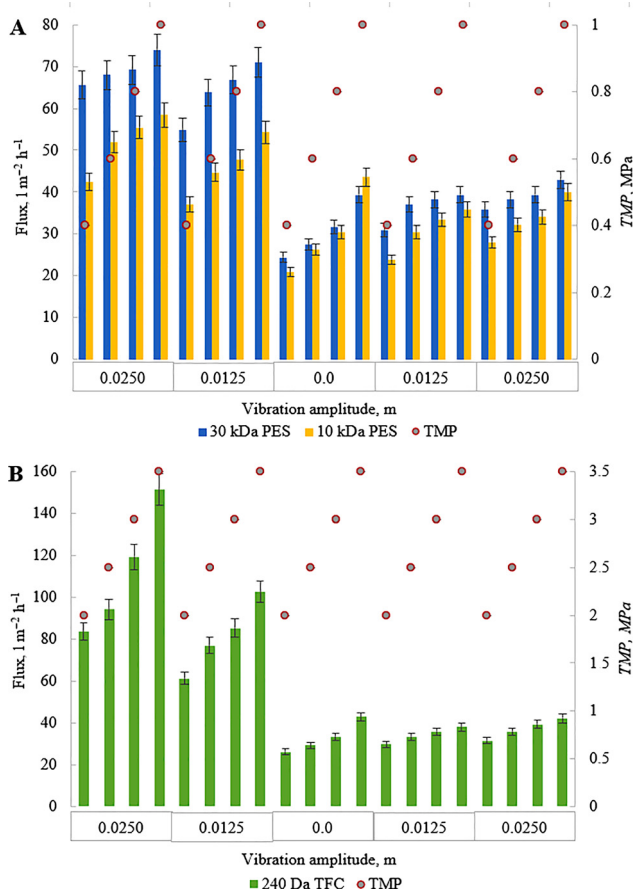 A
80
70
60
50
40
30
20
10
0
Flux, l m⁻² h⁻¹
1
0.8
0.6
0.4
0.2
0
TMP, MPa
0.0250 0.0125 0.0 0.0125 0.0250
Vibration amplitude, m
30 kDa PES 10 kDa PES TMP
B
160
140
120
100
80
60
40
20
0
Flux, l m⁻² h⁻¹
3.5
3
2.5
2
1.5
1
0.5
0
TMP, MPa
0.0250 0.0125 0.0 0.0125 0.0250
Vibration amplitude, m
240 Da TFC TMP